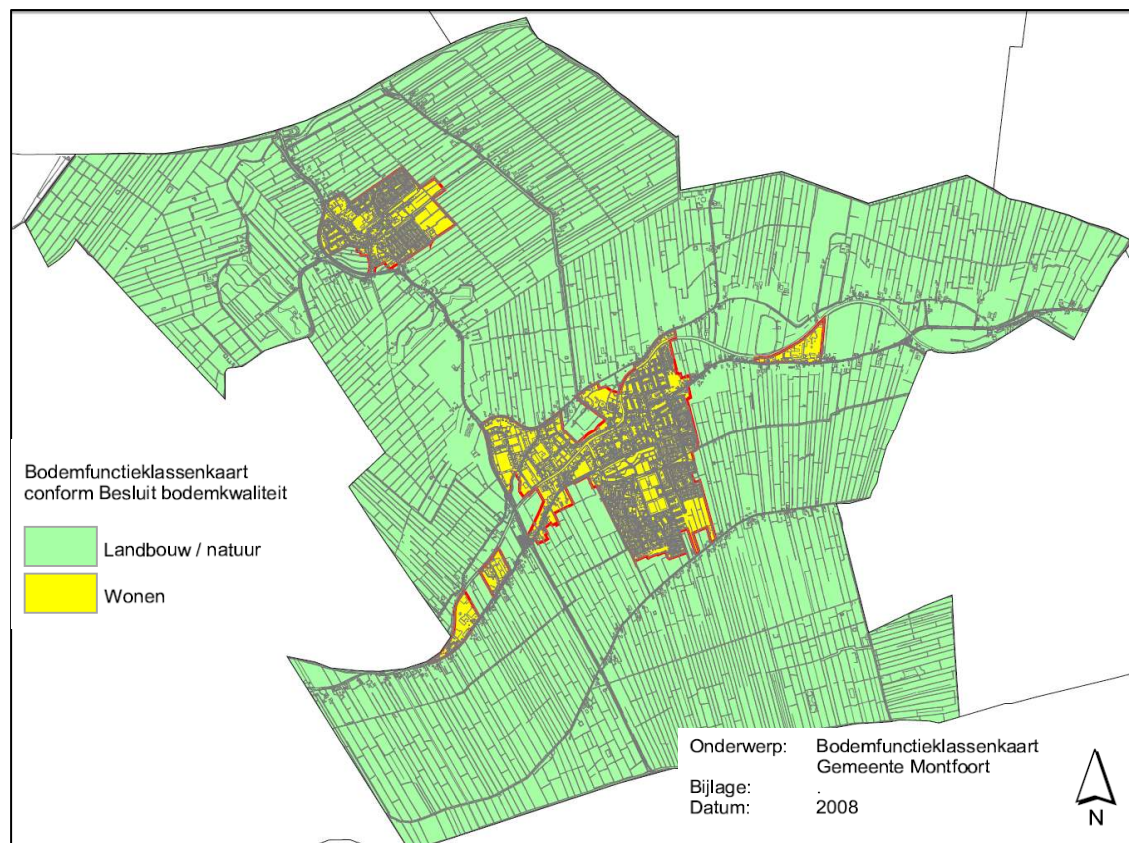 Bodemfunctieklassenkaart
conform Besluit bodemkwaliteit
Landbouw / natuur
Wonen
Onderwerp: Bodemfunctieklassenkaart
Gemeente Montfoort
Bijlage: .
Datum: 2008
N